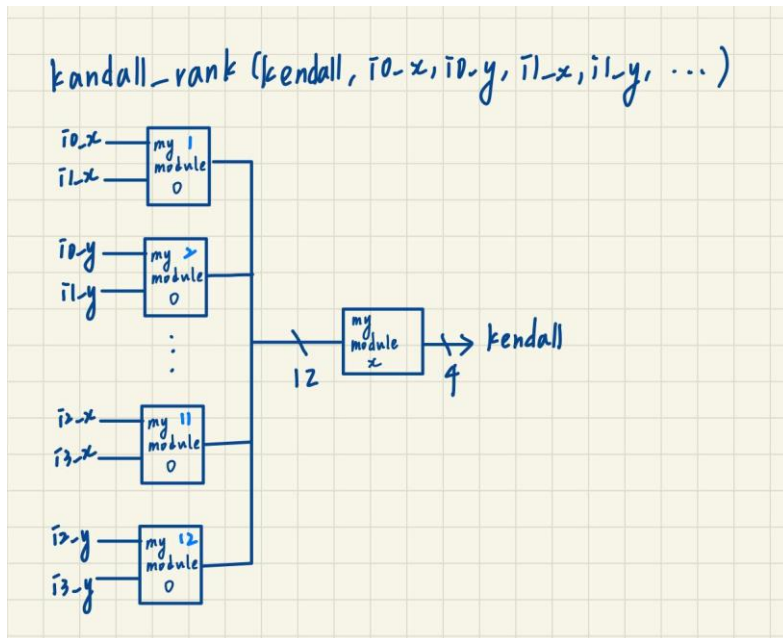 kandall_rank (kendall, i0_x, i0_y, i1_x, i1_y, ...)
i0_x
i1_x
my 1
module
0
i0_y
i1_y
my 2
module
0
12
my
module
x
4
kendall
i2_x
i3_x
my 11
module
0
i2_y
i3_y
my 12
module
0